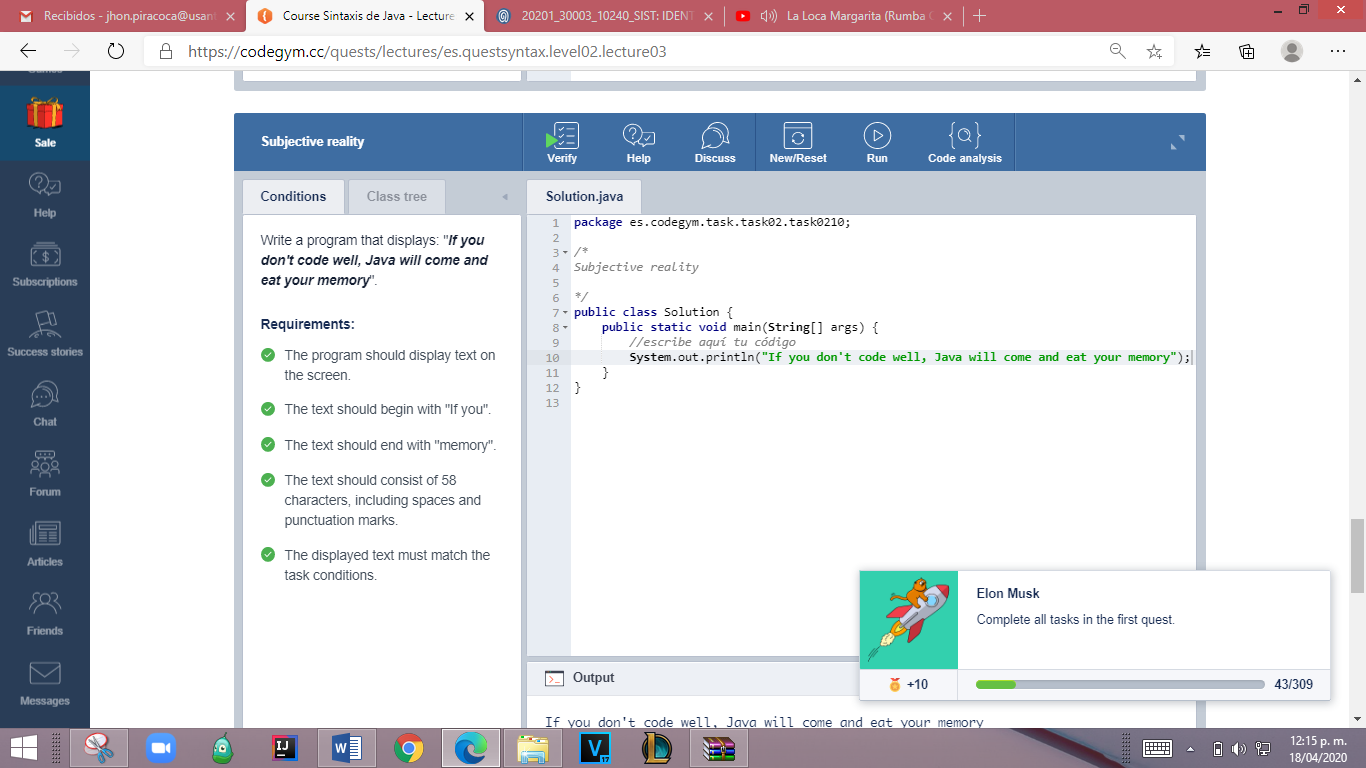 Recibidos - jhon.piracoca@usant
Course Sintaxis de Java - Lecture
20201_30003_10240_SIST: IDENT
La Loca Margarita (Rumba
https://codegym.cc/quests/lectures/es.questsyntax.level02.lecture03
Games
Sale
Help
Subscriptions
Success stories
Chat
Forum
Articles
Friends
Messages
Subjective reality
Verify
Help
Discuss
New/Reset
Run
Code analysis
Conditions
Class tree
Solution.java
Write a program that displays: "If you
don't code well, Java will come and
eat your memory".
Requirements:
The program should display text on
the screen.
The text should begin with "If you".
The text should end with "memory".
The text should consist of 58
characters, including spaces and
punctuation marks.
The displayed text must match the
task conditions.
1 package es.codegym.task.task02.task0210;
2
3 /*
4 Subjective reality
5
6 */
7 public class Solution {
8 public static void main(String[] args) {
9 //escribe aquí tu código
10 System.out.println("If you don't code well, Java will come and eat your memory");
11 }
12 }
13
Output
If you don't code well, Java will come and eat your memory
Elon Musk
Complete all tasks in the first quest.
+10
43/309
12:15 p. m.
18/04/2020